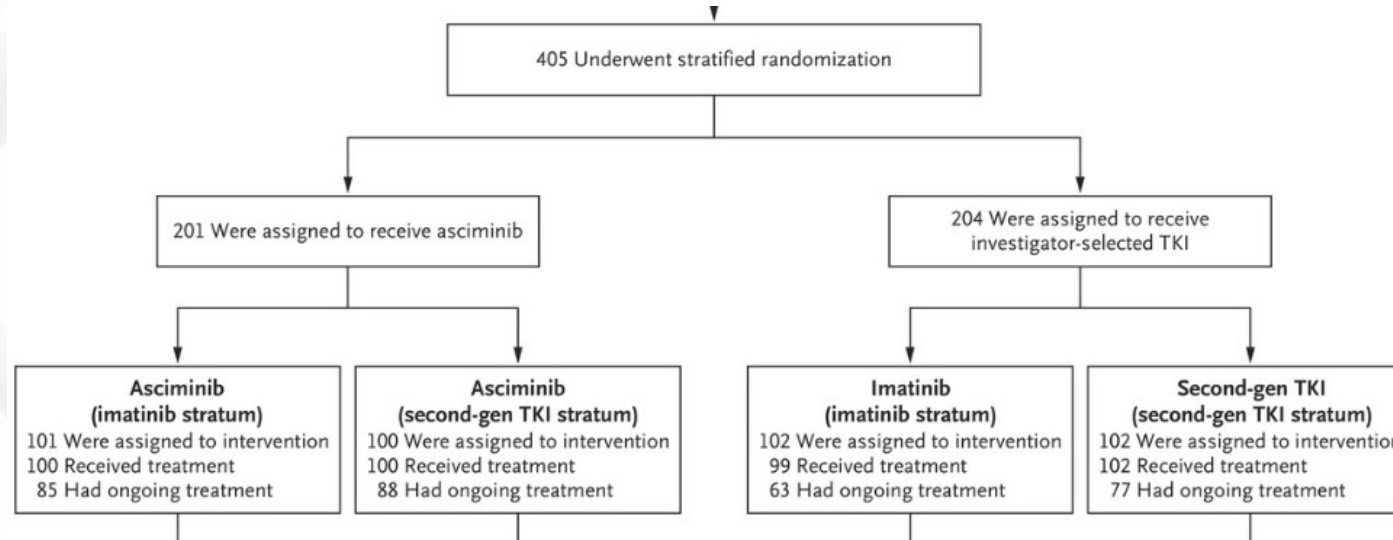 405 Underwent stratified randomization
201 Were assigned to receive asciminib
204 Were assigned to receive
investigator-selected TKI
Asciminib
(imatinib stratum)
101 Were assigned to intervention
100 Received treatment
85 Had ongoing treatment
Asciminib
(second-gen TKI stratum)
100 Were assigned to intervention
100 Received treatment
88 Had ongoing treatment
Imatinib
(imatinib stratum)
102 Were assigned to intervention
99 Received treatment
63 Had ongoing treatment
Second-gen TKI
(second-gen TKI stratum)
102 Were assigned to intervention
102 Received treatment
77 Had ongoing treatment